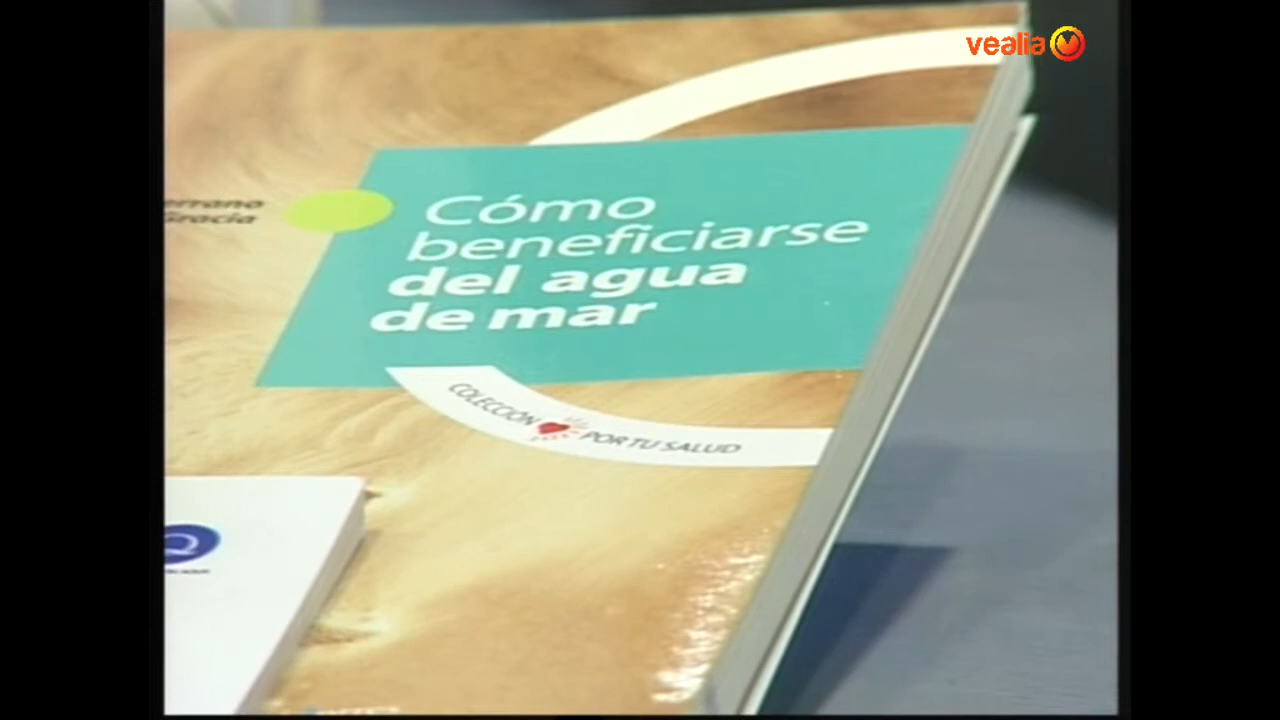 vealia
Cómo
beneficiarse
del agua
de mar
COLECCIÓN POR TU SALUD